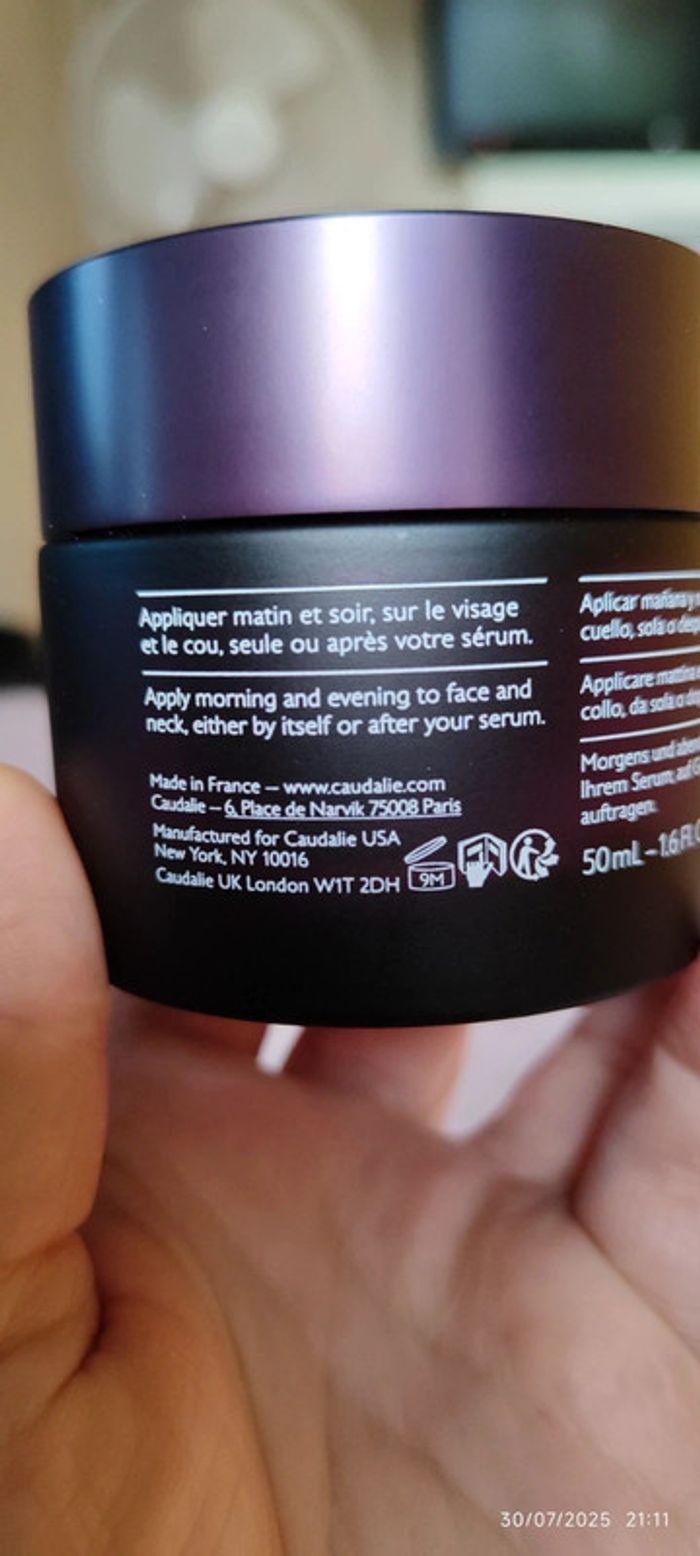 Appliquer matin et soir, sur le visage
et le cou, seule ou après votre sérum.
Apply morning and evening to face and
neck, either by itself or after your serum.
Made in France – www.caudalie.com
Caudalie – 6, Place de Narvik 75008 Paris
Manufactured for Caudalie USA
New York, NY 10016
Caudalie UK London W1T 2DH
9M
Aplicar mañana y
cuello, sola o
Applicare mattina
collo, da sola o
Morgens und
Ihrem Serum, auf
auftragen.
50mL – 1.6 FL
30/07/2025 21:11